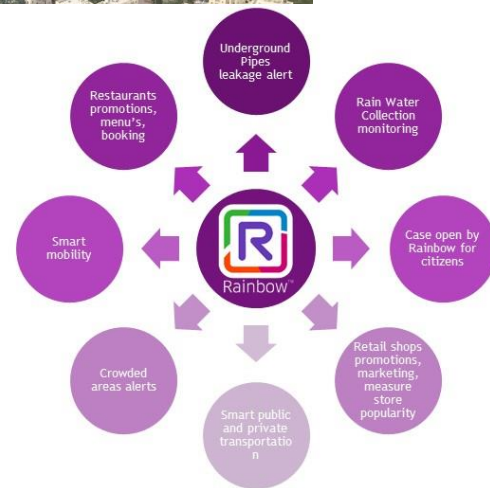 Underground
Pipes
leakage alert
Rain Water
Collection
monitoring
Case open by
Rainbow for
citizens
Retail shops
promotions,
marketing,
measure
store
popularity
Smart public
and private
transportatio
n
Crowded
areas alerts
Smart
mobility
Restaurants
promotions,
menu's,
booking
R
Rainbow™